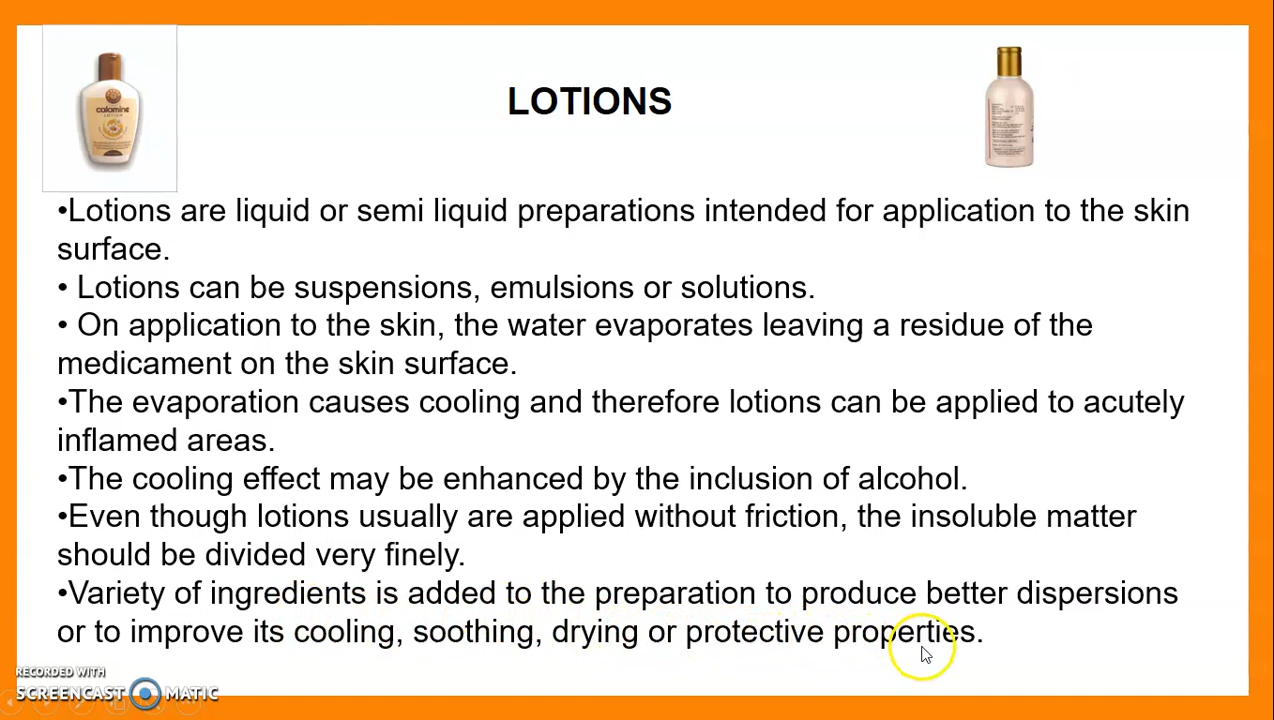 calamine
LOTION
LOTIONS
•Lotions are liquid or semi liquid preparations intended for application to the skin
surface.
• Lotions can be suspensions, emulsions or solutions.
• On application to the skin, the water evaporates leaving a residue of the
medicament on the skin surface.
•The evaporation causes cooling and therefore lotions can be applied to acutely
inflamed areas.
•The cooling effect may be enhanced by the inclusion of alcohol.
•Even though lotions usually are applied without friction, the insoluble matter
should be divided very finely.
•Variety of ingredients is added to the preparation to produce better dispersions
or to improve its cooling, soothing, drying or protective properties.
RECORDED WITH
SCREENCAST MATIC